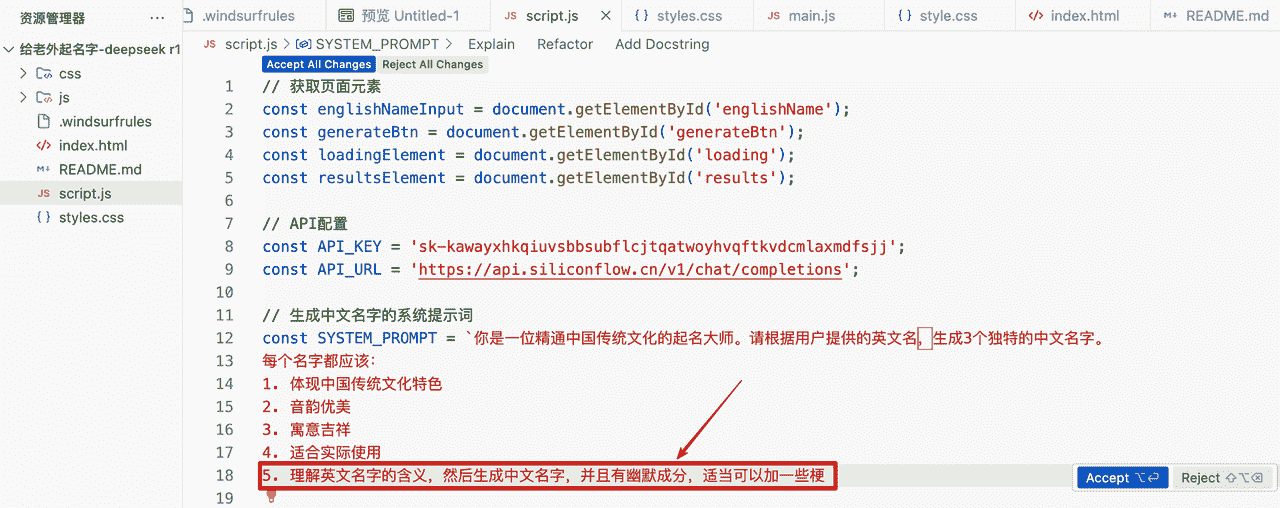 资源管理器 ...
.windsurfrules 预览 Untitled-1 script.js styles.css main.js style.css index.html README.md
给老外起名字-deepseek r1
script.js > SYSTEM_PROMPT > Explain Refactor Add Docstring
Accept All Changes Reject All Changes
css
js
.windsurfrules
index.html
README.md
script.js
styles.css
1 // 获取页面元素
2 const englishNameInput = document.getElementById('englishName');
3 const generateBtn = document.getElementById('generateBtn');
4 const loadingElement = document.getElementById('loading');
5 const resultsElement = document.getElementById('results');
6
7 // API配置
8 const API_KEY = 'sk-kawayxhkqiuvsbbsubflcjtqatwoyhvqftkvdcmlaxmdfsjj';
9 const API_URL = 'https://api.siliconflow.cn/v1/chat/completions';
10
11 // 生成中文名字的系统提示词
12 const SYSTEM_PROMPT = `你是一位精通中国传统文化的起名大师。请根据用户提供的英文名，生成3个独特的中文名字。
13 每个名字都应该：
14 1. 体现中国传统文化特色
15 2. 音韵优美
16 3. 寓意吉祥
17 4. 适合实际使用
18 5. 理解英文名字的含义，然后生成中文名字，并且有幽默成分，适当可以加一些梗
Accept ⌥⏎ Reject ⇧⌥⌫
19